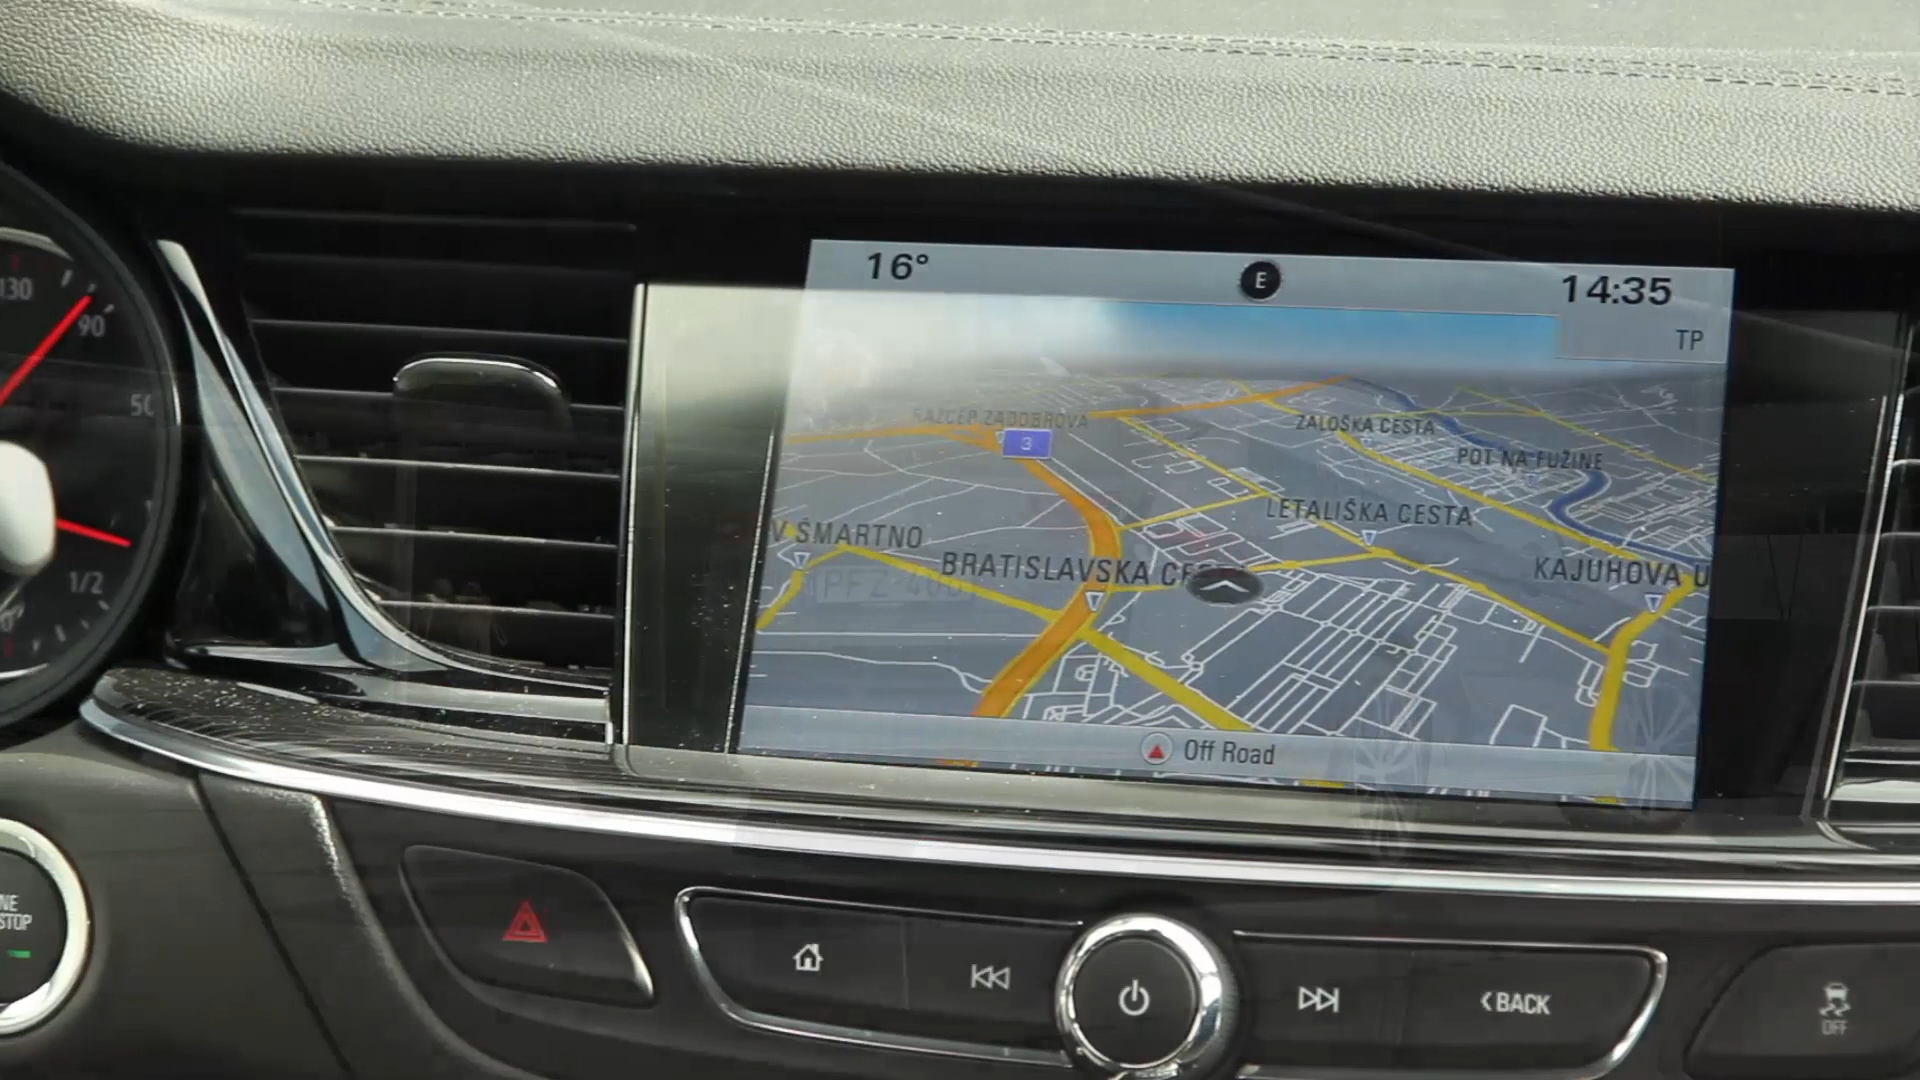 16° E 14:35
TP
RAZCEP ZADOBROVA
3
ZALOŠKA CESTA
POT NA FUŽINE
LETALIŠKA CESTA
V ŠMARTNO
BRATISLAVSKA
KAJUHOVA U
Off Road
130
90
50
1/2
STOP
BACK
OFF